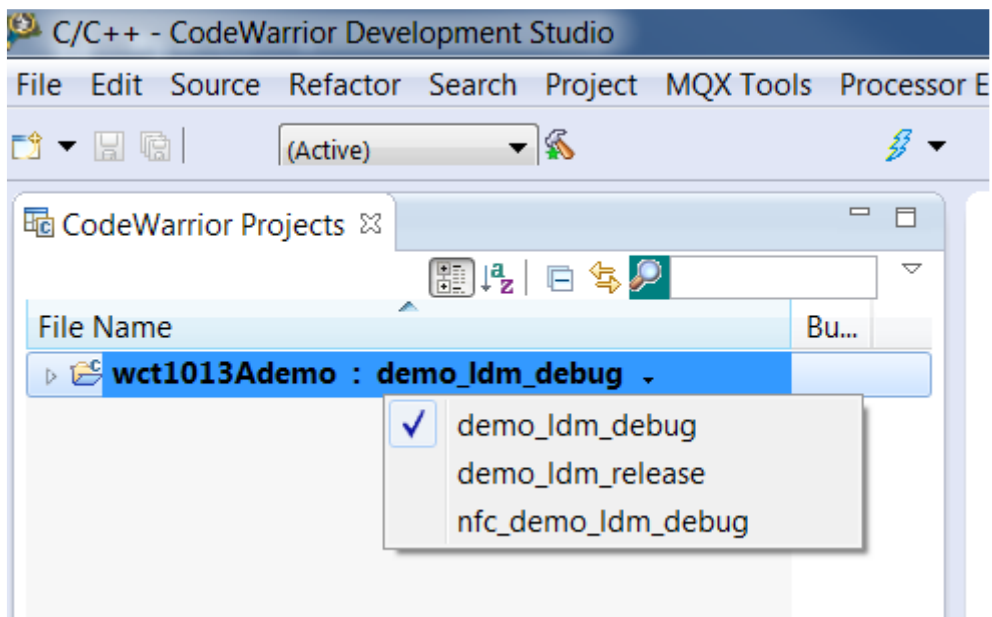 C/C++ - CodeWarrior Development Studio
File Edit Source Refactor Search Project MQX Tools Processor E
(Active)
CodeWarrior Projects
File Name Bu...
wct1013Ademo : demo_ldm_debug
demo_ldm_debug
demo_ldm_release
nfc_demo_ldm_debug